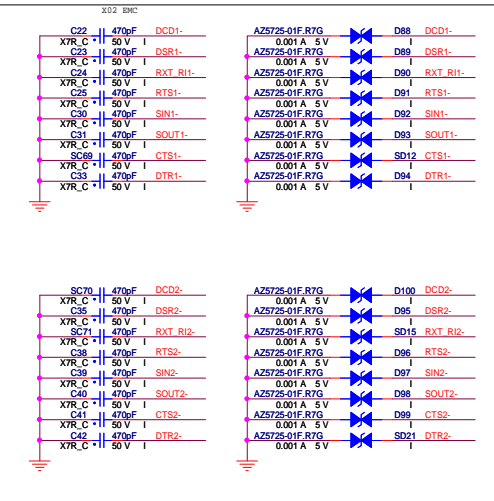 X02 EMC
C22 470pF DCD1- AZ5725-01F.R7G D88 DCD1-
X7R_C 50 V I 0.001 A 5 V I
C23 470pF DSR1- AZ5725-01F.R7G D89 DSR1-
X7R_C 50 V I 0.001 A 5 V I
C24 470pF RXT_RI1- AZ5725-01F.R7G D90 RXT_RI1-
X7R_C 50 V I 0.001 A 5 V I
C25 470pF RTS1- AZ5725-01F.R7G D91 RTS1-
X7R_C 50 V I 0.001 A 5 V I
C30 470pF SIN1- AZ5725-01F.R7G D92 SIN1-
X7R_C 50 V I 0.001 A 5 V I
C31 470pF SOUT1- AZ5725-01F.R7G D93 SOUT1-
X7R_C 50 V I 0.001 A 5 V I
SC69 470pF CTS1- AZ5725-01F.R7G SD12 CTS1-
X7R_C 50 V I 0.001 A 5 V I
C33 470pF DTR1- AZ5725-01F.R7G D94 DTR1-
X7R_C 50 V I 0.001 A 5 V I
SC70 470pF DCD2- AZ5725-01F.R7G D100 DCD2-
X7R_C 50 V I 0.001 A 5 V I
C35 470pF DSR2- AZ5725-01F.R7G D95 DSR2-
X7R_C 50 V I 0.001 A 5 V I
SC71 470pF RXT_RI2- AZ5725-01F.R7G SD15 RXT_RI2-
X7R_C 50 V I 0.001 A 5 V I
C38 470pF RTS2- AZ5725-01F.R7G D96 RTS2-
X7R_C 50 V I 0.001 A 5 V I
C39 470pF SIN2- AZ5725-01F.R7G D97 SIN2-
X7R_C 50 V I 0.001 A 5 V I
C40 470pF SOUT2- AZ5725-01F.R7G D98 SOUT2-
X7R_C 50 V I 0.001 A 5 V I
C41 470pF CTS2- AZ5725-01F.R7G D99 CTS2-
X7R_C 50 V I 0.001 A 5 V I
C42 470pF DTR2- AZ5725-01F.R7G SD21 DTR2-
X7R_C 50 V I 0.001 A 5 V I